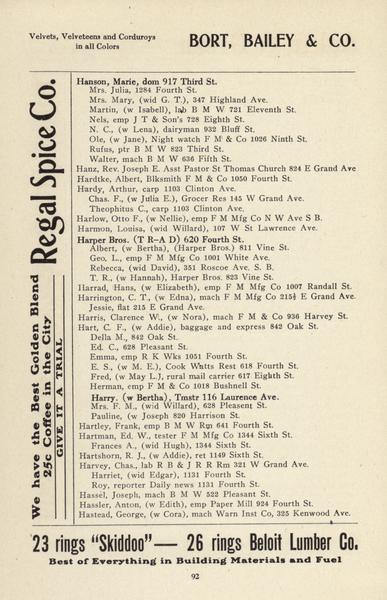 Velvets, Velveteens and Corduroys
in all Colors
BORT, BAILEY & CO.
Regal Spice Co.
We have the Best Golden Blend
25c Coffee in the City
GIVE IT A TRIAL
Hanson, Marie, dom 917 Third St.
Mrs. Julia, 1284 Fourth St.
Mrs. Mary, (wid G. T.), 347 Highland Ave.
Martin, (w Isabell), lab B M W 721 Eleventh St.
Nels, emp J T & Son's 728 Eighth St.
N. C., (w Lena), dairyman 932 Bluff St.
Ole, (w Jane), Night watch F M & Co 1026 Ninth St.
Rufus, ptr B M W 823 Third St.
Walter, mach B M W 636 Fifth St.
Hanz, Rev. Joseph E. Asst Pastor St Thomas Church 824 E Grand Ave
Hardtke, Albert, Blksmith F M & Co 1050 Fourth St.
Hardy, Arthur, carp 1103 Clinton Ave.
Chas. F., (w Julia E.), Grocer Res 145 W Grand Ave.
Theophitus C., carp 1103 Clinton Ave.
Harlow, Otto F., (w Nellie), emp F M Mfg Co N W Ave S B.
Harmon, Louisa, (wid Willard), 107 W St Lawrence Ave.
Harper Bros. (T R—A D) 620 Fourth St.
Albert, (w Bertha), (Harper Bros.) 811 Vine St.
Geo. L., emp F M Mfg Co 1001 White Ave.
Rebecca, (wid David), 351 Roscoe Ave. S. B.
T. R., (w Hannah), Harper Bros. 823 Vine St.
Harrad, Hans, (w Elizabeth), emp F M Mfg Co 1007 Randall St.
Harrington, C. T., (w Edna), mach F M Mfg Co 215½ E Grand Ave.
Jessie, flat 215 E Grand Ave.
Harris, Clarence W., (w Nora), mach F M & Co 936 Harvey St.
Hart, C. F., (w Addie), baggage and express 842 Oak St.
Della M., 842 Oak St.
Ed. C., 628 Pleasant St.
Emma, emp R K Wks 1051 Fourth St.
E. S., (w M. E.), Cook Watts Rest 618 Fourth St.
Fred, (w May L.), rural mail carrier 617 Eighth St.
Herman, emp F M & Co 1018 Bushnell St.
Harry. (w Bertha), Tmstr 116 Laurence Ave.
Mrs. F. M., (wid Willard), 628 Pleasent St.
Pauline, (w Joseph 820 Harrison St.
Hartley, Frank, emp B M W Rm 641 Fourth St.
Hartman, Ed. W., tester F M Mfg Co 1344 Sixth St.
Frances A., (wid Hugh), 1344 Sixth St.
Hartshorn, R. J., (w Addie), ret 1149 Sixth St.
Harvey, Chas., lab R B & J R R Rm 321 W Grand Ave.
Harriet, (wid Edgar), 1131 Fourth St.
Roy, reporter Daily news 1131 Fourth St.
Hassel, Joseph, mach B M W 522 Pleasant St.
Hassler, Anton, (w Edith), emp Paper Mill 924 Fourth St.
Hastead, George, (w Cora), mach Warn Inst Co, 325 Kenwood Ave.
23 rings "Skiddoo"— 26 rings Beloit Lumber Co.
Best of Everything in Building Materials and Fuel
92